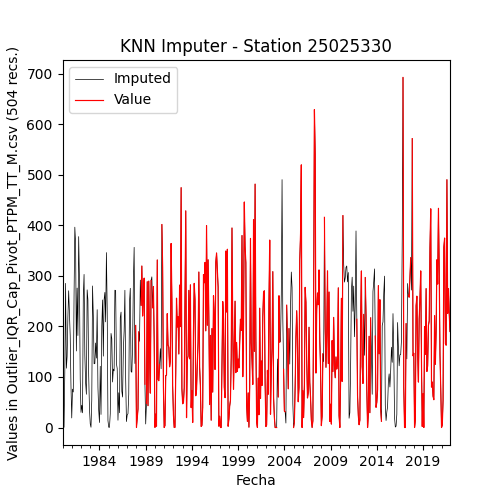 KNN Imputer - Station 25025330
Imputed
Value
Values in Outlier_IQR_Cap_Pivot_PTPM_TT_M.csv (504 recs.)
700
600
500
400
300
200
100
0
1984 1989 1994 1999 2004 2009 2014 2019
Fecha